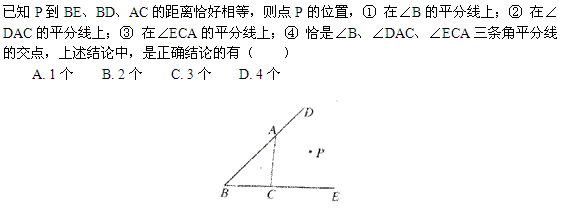 已知 P 到 BE、BD、AC 的距离恰好相等，则点 P 的位置，① 在∠B 的平分线上；② 在∠
DAC 的平分线上；③ 在∠ECA 的平分线上；④ 恰是∠B、∠DAC、∠ECA 三条角平分线
的交点，上述结论中，是正确结论的有（　　）
A. 1 个　　B. 2 个　　C. 3 个　　D. 4 个
D
A
P
B
C
E